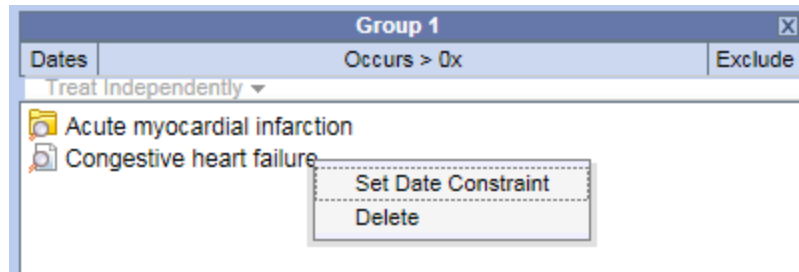 Group 1 X
Dates Occurs > 0x Exclude
Treat Independently
Acute myocardial infarction
Congestive heart failure
Set Date Constraint
Delete